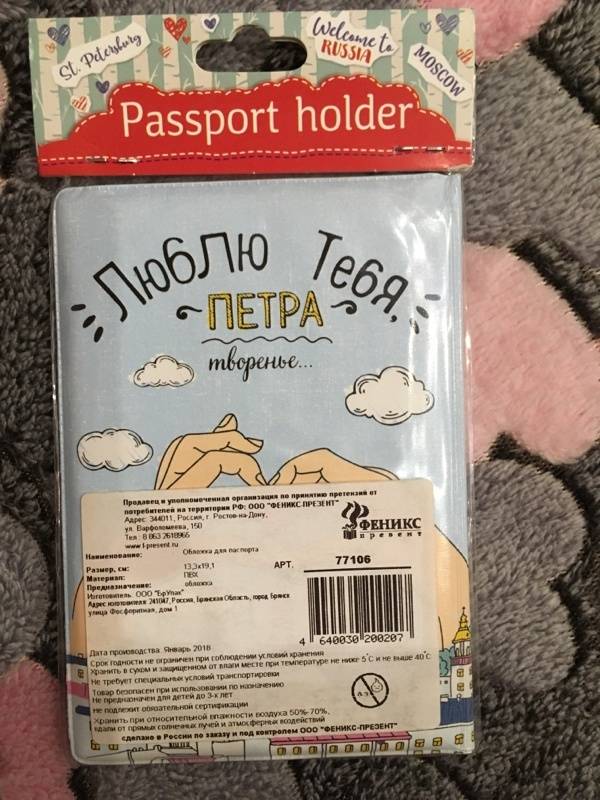 St. Petersburg
Welcome to
RUSSIA
MOSCOW
Passport holder
Люблю Тебя,
ПЕТРА
творенье...
Продавец и уполномоченная организация по принятию претензий от
потребителей на территории РФ: ООО "ФЕНИКС-ПРЕЗЕНТ"
Адрес: 344011, Россия, г. Ростов-на-Дону,
ул. Варфоломеева, 150
Тел.: 8 863 2618965
www.f-present.ru
ФЕНИКС
презент
Наименование: Обложка для паспорта
Размер, см: 13,3х19,1
АРТ. 77106
Материал: ПВХ
Предназначение: обложка
Изготовитель: ООО "БрУпак"
Адрес изготовителя: 241047, Россия, Брянская Область, город Брянск
улица Фосфоритная, дом 1
4 640030 200207
Дата производства: Январь 2018
Срок годности не ограничен при соблюдении условий хранения
Хранить в сухом и защищенном от влаги месте при температуре не ниже 5°С и не выше 40°С
Не требует специальных условий транспортировки
Товар безопасен при использовании по назначению
Не предназначен для детей до 3-х лет
не подлежит обязательной сертификации
Хранить при относительной влажности воздуха 50%-70%,
вдали от прямых солнечных лучей и атмосферных воздействий
сделано в России по заказу и под контролем ООО "ФЕНИКС-ПРЕЗЕНТ"